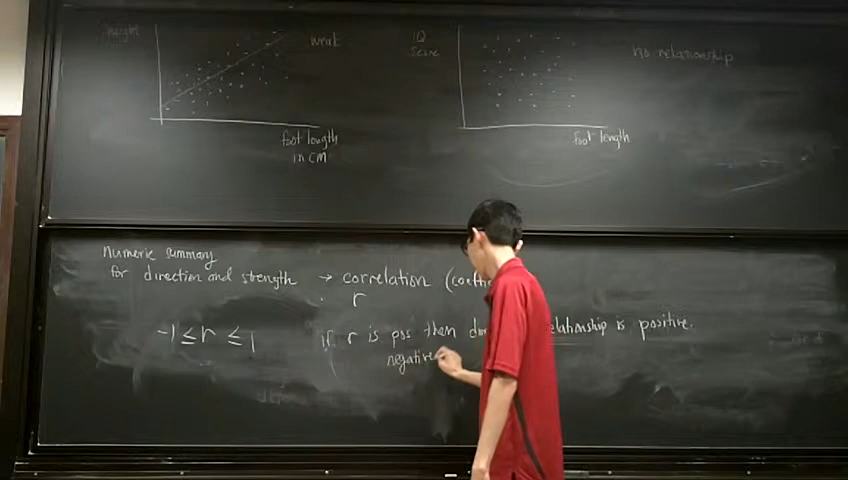 height
weak
foot length
in cm
IQ
Score
no relationship
foot length
Numeric summary
for direction and strength → correlation
r
-1 ≤ r ≤ 1
if r is pos then relationship is positive.
negative